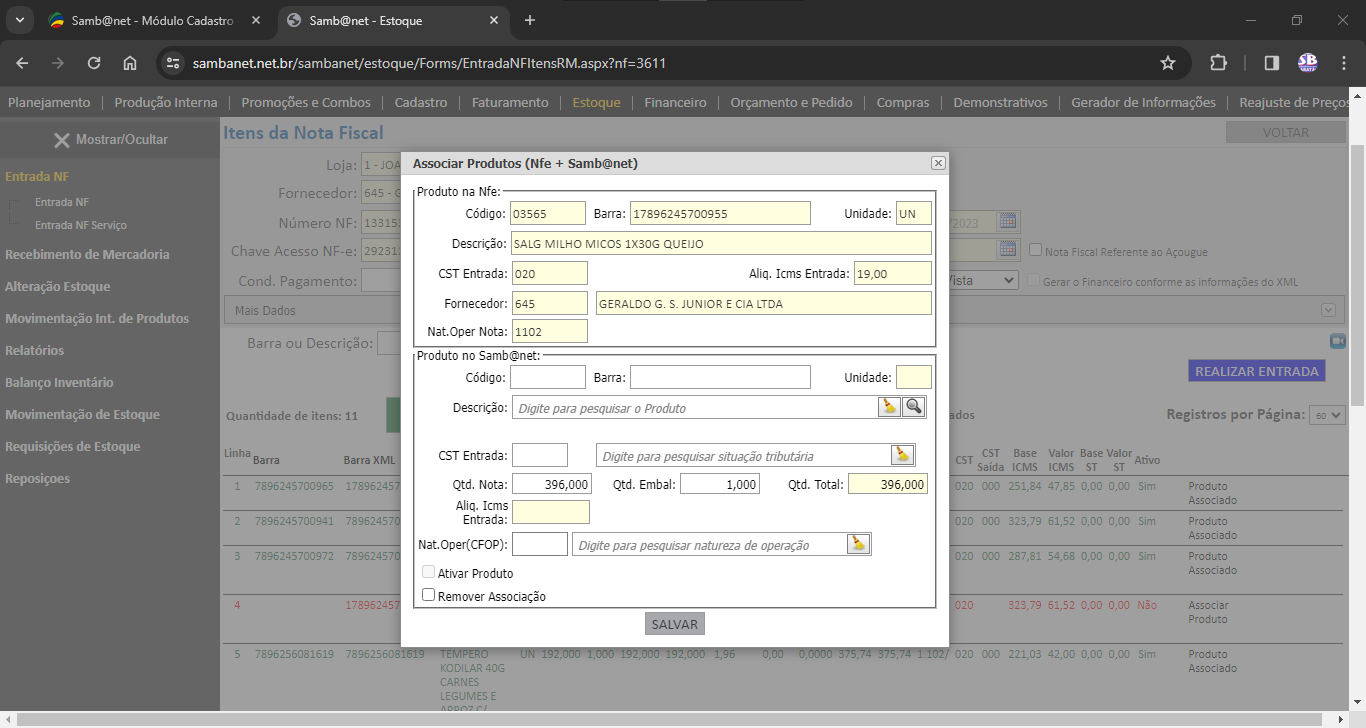 Samb@net - Módulo Cadastro
Samb@net - Estoque
sambanet.net.br/sambanet/estoque/Forms/EntradaNFItensRM.aspx?nf=3611
Planejamento | Produção Interna | Promoções e Combos | Cadastro | Faturamento | Estoque | Financeiro | Orçamento e Pedido | Compras | Demonstrativos | Gerador de Informações | Reajuste de Preços
Mostrar/Ocultar
Entrada NF
Entrada NF
Entrada NF Serviço
Recebimento de Mercadoria
Alteração Estoque
Movimentação Int. de Produtos
Relatórios
Balanço Inventário
Movimentação de Estoque
Requisições de Estoque
Reposiçoes
Itens da Nota Fiscal
VOLTAR
Loja: 1 - JOA
Fornecedor: 645 - G
Número NF: 13315
/2023
Chave Acesso NF-e: 29231
Nota Fiscal Referente ao Açougue
Cond. Pagamento:
Vista
Gerar o Financeiro conforme as informações do XML
Mais Dados
Barra ou Descrição:
REALIZAR ENTRADA
Quantidade de itens: 11
ados
Registros por Página: 60
Linha Barra Barra XML CST CST Saída Base ICMS Valor ICMS Base ST Valor ST Ativo
1 7896245700965 1789624570 020 000 251,84 47,85 0,00 0,00 Sim Produto Associado
2 7896245700941 1789624570 020 000 323,79 61,52 0,00 0,00 Sim Produto Associado
3 7896245700972 1789624570 020 000 287,81 54,68 0,00 0,00 Sim Produto Associado
4 178962457 020 323,79 61,52 0,00 0,00 Não Associar Produto
5 7896256081619 7896256081619 TEMPERO KODILAR 40G CARNES LEGUMES E ARROZ C/ UN 192,000 1,000 192,000 192,000 1,96 0,00 0,0000 375,74 375,74 1.102/ 020 000 221,03 42,00 0,00 0,00 Sim Produto Associado
Associar Produtos (Nfe + Samb@net)
Produto na Nfe:
Código: 03565 Barra: 17896245700955 Unidade: UN
Descrição: SALG MILHO MICOS 1X30G QUEIJO
CST Entrada: 020 Aliq. Icms Entrada: 19,00
Fornecedor: 645 GERALDO G. S. JUNIOR E CIA LTDA
Nat.Oper Nota: 1102
Produto no Samb@net:
Código: Barra: Unidade:
Descrição: Digite para pesquisar o Produto
CST Entrada: Digite para pesquisar situação tributária
Qtd. Nota: 396,000 Qtd. Embal: 1,000 Qtd. Total: 396,000
Aliq. Icms
Entrada:
Nat.Oper(CFOP): Digite para pesquisar natureza de operação
Ativar Produto
Remover Associação
SALVAR